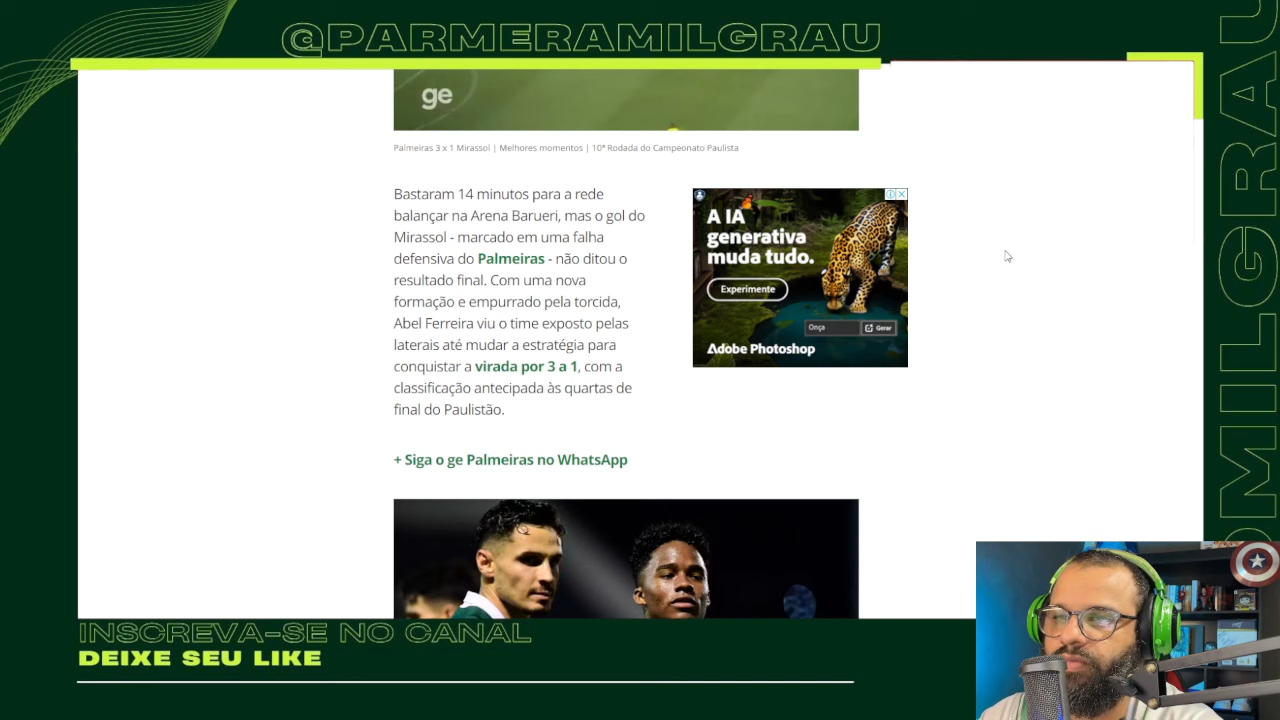 @PARMERAMILGRAU
ge
Palmeiras 3 x 1 Mirassol | Melhores momentos | 10ª Rodada do Campeonato Paulista
Bastaram 14 minutos para a rede
balançar na Arena Barueri, mas o gol do
Mirassol - marcado em uma falha
defensiva do Palmeiras - não ditou o
resultado final. Com uma nova
formação e empurrado pela torcida,
Abel Ferreira viu o time exposto pelas
laterais até mudar a estratégia para
conquistar a virada por 3 a 1, com a
classificação antecipada às quartas de
final do Paulistão.
+ Siga o ge Palmeiras no WhatsApp
A IA
generativa
muda tudo.
Experimente
Onça
Gerar
Adobe Photoshop
INSCREVA-SE NO CANAL
DEIXE SEU LIKE
OMILGRAU